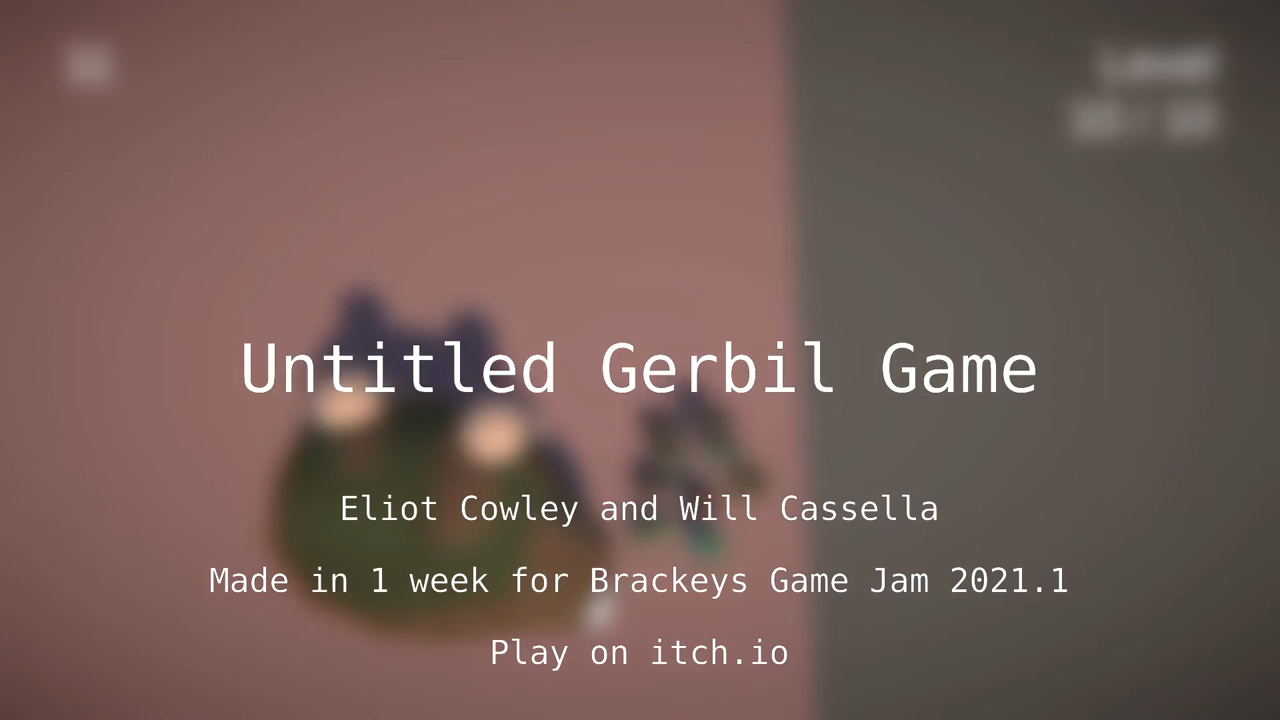 Level
Untitled Gerbil Game
Eliot Cowley and Will Cassella
Made in 1 week for Brackeys Game Jam 2021.1
Play on itch.io